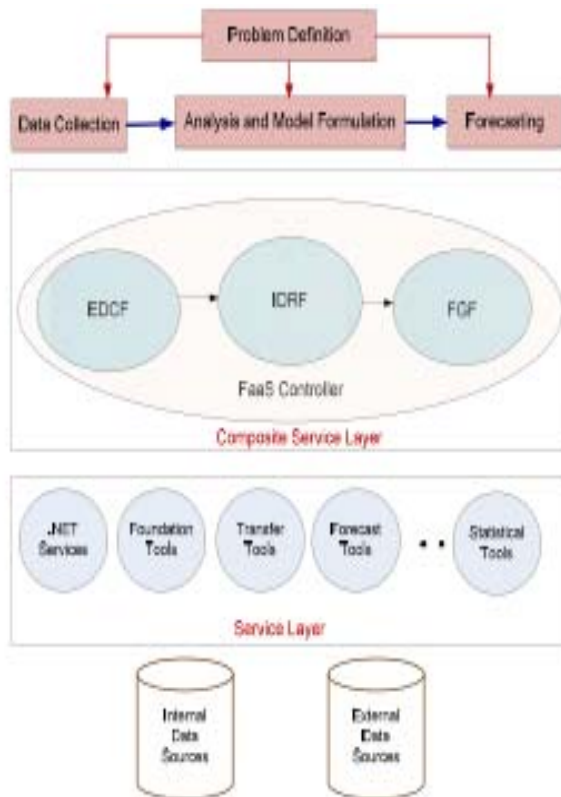 Problem Definition
Data Collection
Analysis and Model Formulation
Forecasting
EDCF
IDRF
FGF
FaaS Controller
Composite Service Layer
.NET
Services
Foundation
Tools
Transfer
Tools
Forecast
Tools
Statistical
Tools
Service Layer
Internal
Data
Sources
External
Data
Sources